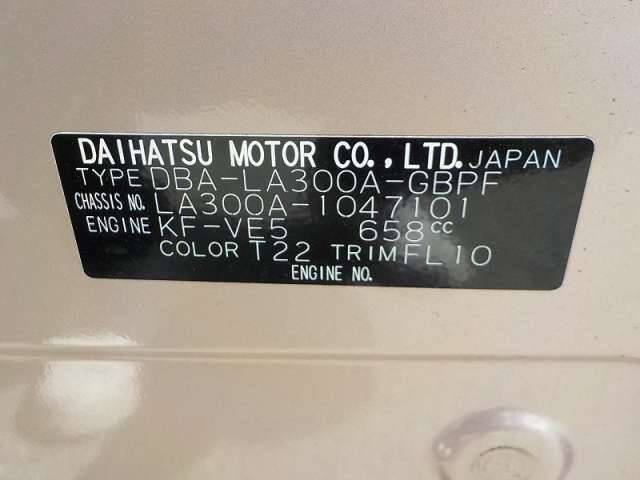 DAIHATSU MOTOR CO., LTD. JAPAN
TYPE DBA-LA300A-GBPF
CHASSIS NO. LA300A-1047101
ENGINE KF-VE5 658cc
COLOR T22 TRIM FL10
ENGINE NO.